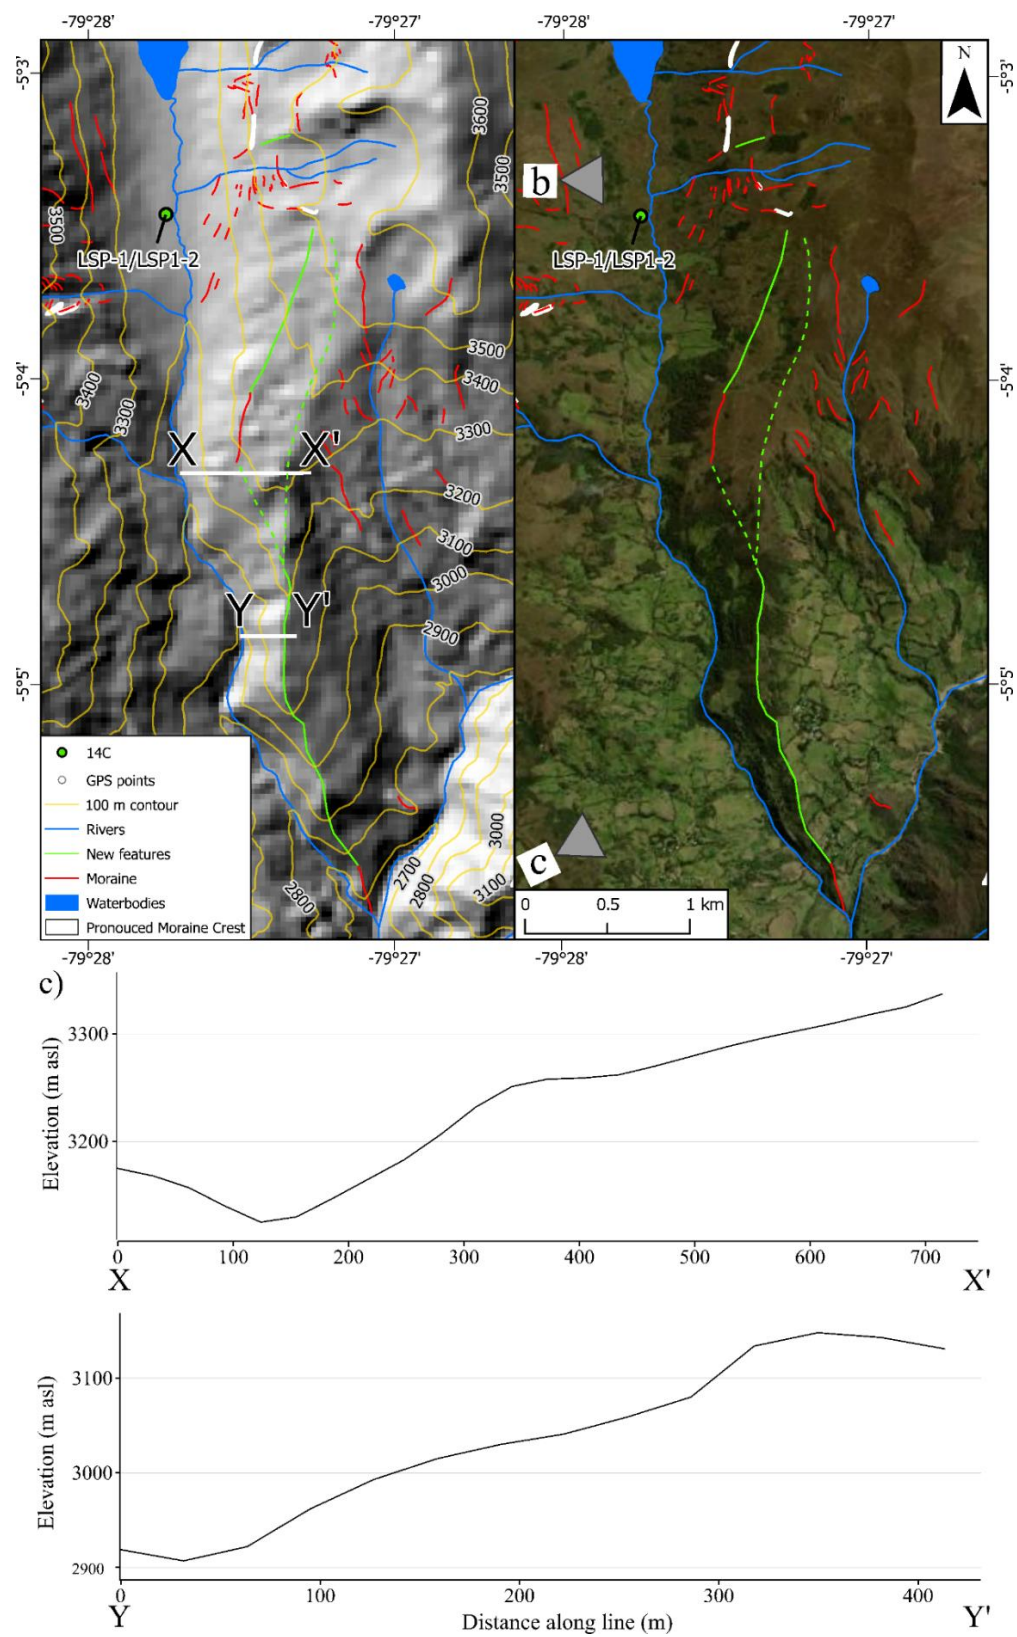 -79°28'
-79°27'
-79°28'
-79°27'
-5°3'
-5°3'
N
3600
3500
3500
b
LSP-1/LSP1-2
LSP-1/LSP1-2
3500
-5°4'
-5°4'
3400
3400
3300
3300
X X'
3200
3100
3000
Y Y'
2900
-5°5'
-5°5'
14C
GPS points
100 m contour
Rivers
New features
Moraine
Waterbodies
Pronouced Moraine Crest
2800
2700
2800
3000
3100
c
0 0.5 1 km
-79°28'
-79°27'
-79°28'
-79°27'
c)
Elevation (m asl)
3300
3200
0 100 200 300 400 500 600 700
X X'
Elevation (m asl)
3100
3000
2900
0 100 200 300 400
Y Distance along line (m) Y'